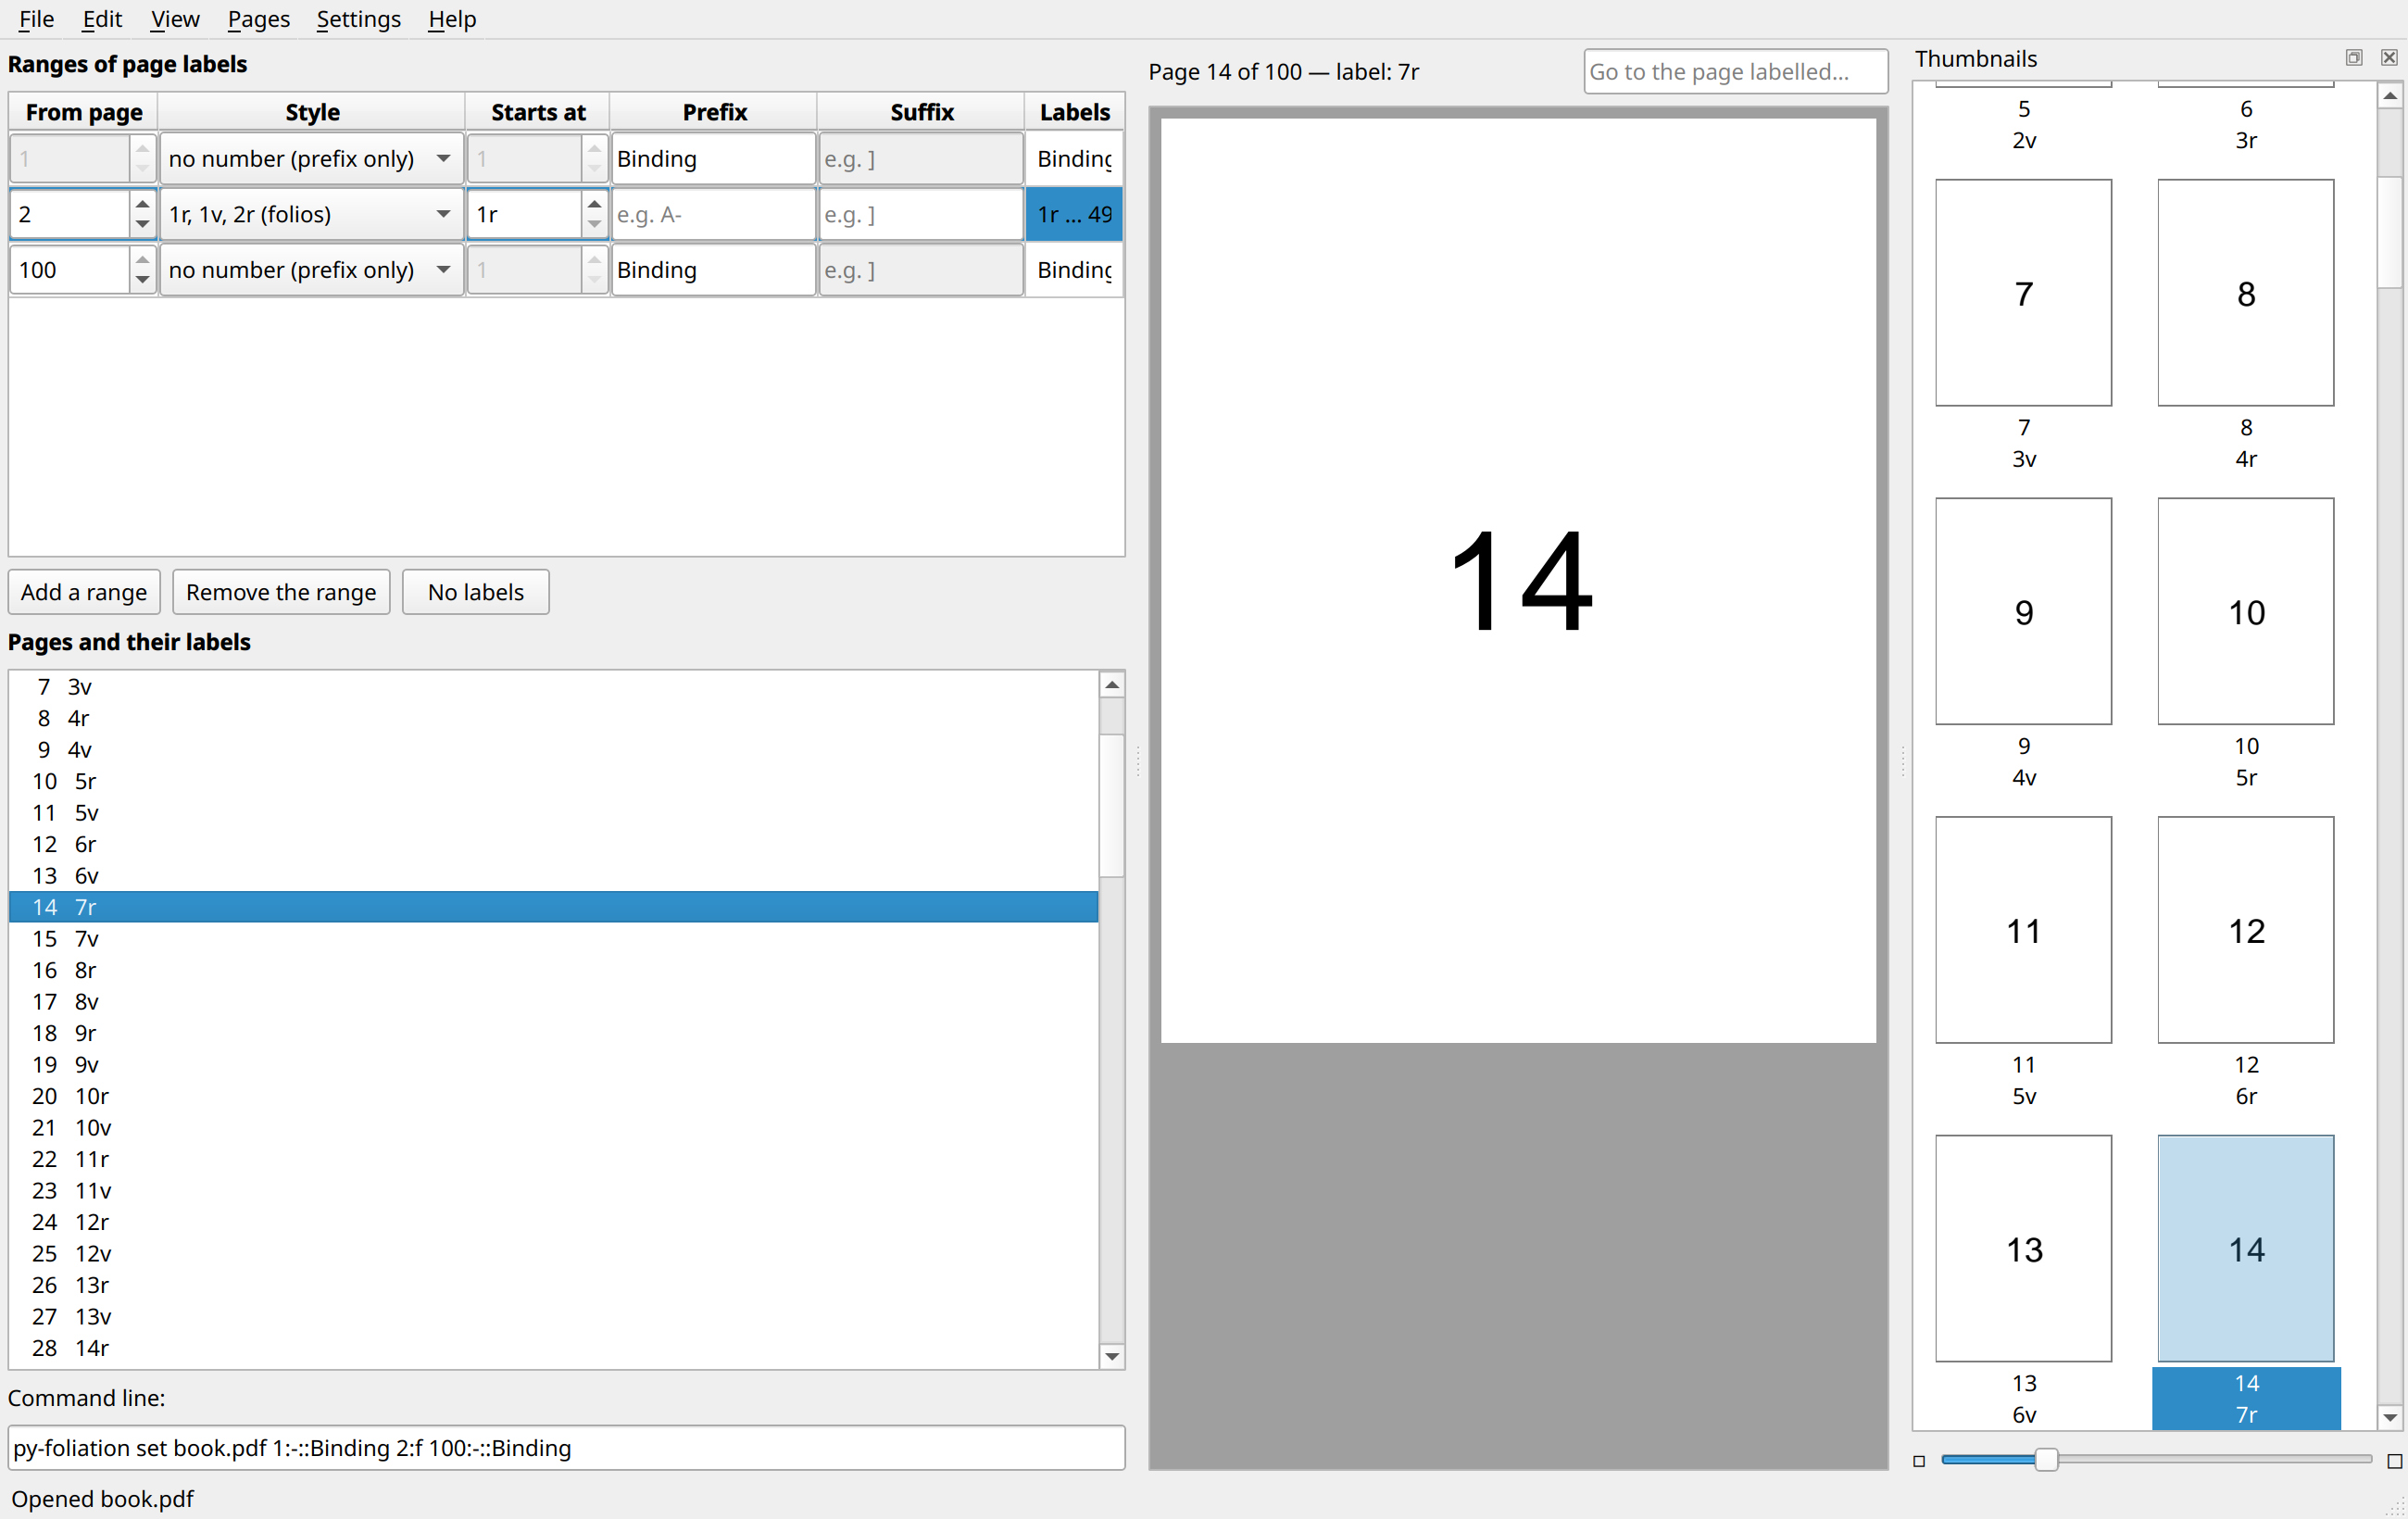 File Edit View Pages Settings Help
Ranges of page labels
From page Style Starts at Prefix Suffix Labels
1 no number (prefix only) 1 Binding e.g. ] Binding
2 1r, 1v, 2r (folios) 1r e.g. A- e.g. ] 1r ... 49
100 no number (prefix only) 1 Binding e.g. ] Binding
Add a range Remove the range No labels
Pages and their labels
7 3v
8 4r
9 4v
10 5r
11 5v
12 6r
13 6v
14 7r
15 7v
16 8r
17 8v
18 9r
19 9v
20 10r
21 10v
22 11r
23 11v
24 12r
25 12v
26 13r
27 13v
28 14r
Command line:
py-foliation set book.pdf 1:-::Binding 2:f 100:-::Binding
Opened book.pdf
Page 14 of 100 — label: 7r Go to the page labelled...
14
Thumbnails
5 6
2v 3r
7 8
7 8
3v 4r
9 10
9 10
4v 5r
11 12
11 12
5v 6r
13 14
13 14
6v 7r